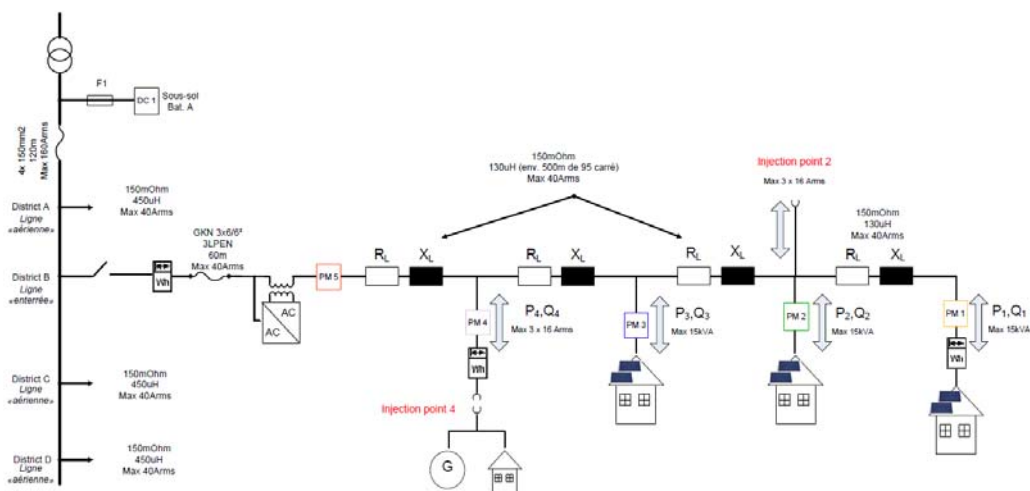 F1
DC 1
Sous-sol
Bat. A
4x 150mm2
120m
Max 160Arms
150mOhm
450uH
Max 40Arms
District A
Ligne
«aérienne»
GKN 3x6/6²
3LPEN
60m
Max 40Arms
150mOhm
130uH (env. 500m de 95 carré)
Max 40Arms
Injection point 2
Max 3 x 16 Arms
150mOhm
130uH
Max 40Arms
District B
Ligne
«enterrée»
Wh
AC
AC
PM 5
RL
XL
RL
XL
RL
XL
RL
XL
PM 4
P4,Q4
Max 3 x 16 Arms
Wh
PM 3
P3,Q3
Max 15kVA
PM 2
P2,Q2
Max 15kVA
PM 1
P1,Q1
Max 15kVA
Wh
Injection point 4
G
District C
Ligne
«aérienne»
150mOhm
450uH
Max 40Arms
District D
Ligne
«aérienne»
150mOhm
450uH
Max 40Arms